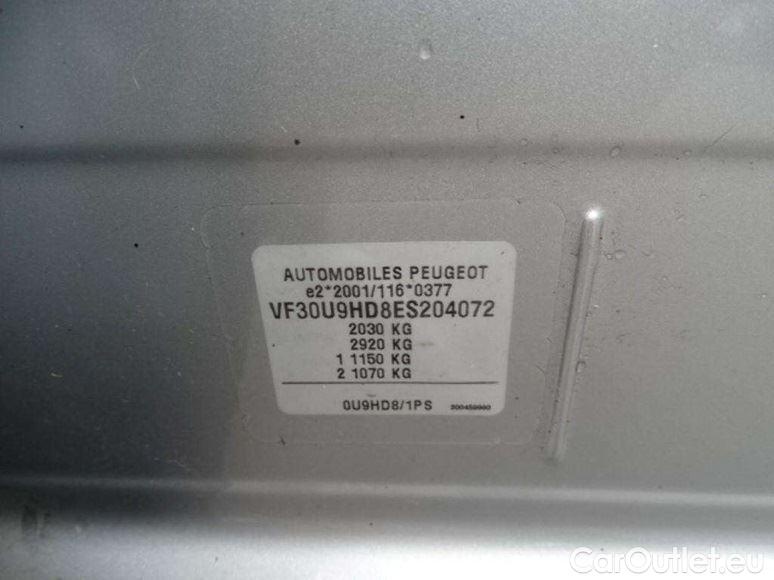 AUTOMOBILES PEUGEOT
e2*2001/116*0377
VF30U9HD8ES204072
2030 KG
2920 KG
1 1150 KG
2 1070 KG
0U9HD8/1PS
CarOutlet.eu